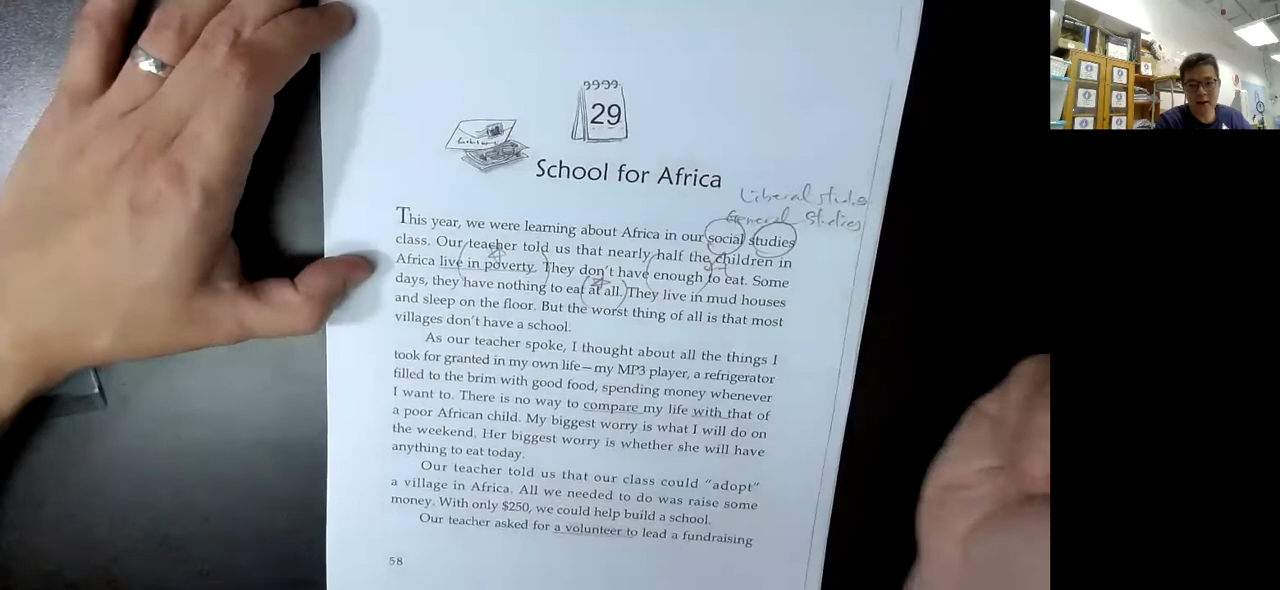 29
School for Africa
Liberal studies
General Studies
This year, we were learning about Africa in our social studies
class. Our teacher told us that nearly half the children in
Africa live in poverty. They don't have enough to eat. Some
days, they have nothing to eat at all. They live in mud houses
and sleep on the floor. But the worst thing of all is that most
villages don't have a school.
As our teacher spoke, I thought about all the things I
took for granted in my own life—my MP3 player, a refrigerator
filled to the brim with good food, spending money whenever
I want to. There is no way to compare my life with that of
a poor African child. My biggest worry is what I will do on
the weekend. Her biggest worry is whether she will have
anything to eat today.
Our teacher told us that our class could "adopt"
a village in Africa. All we needed to do was raise some
money. With only $250, we could help build a school.
Our teacher asked for a volunteer to lead a fundraising
58